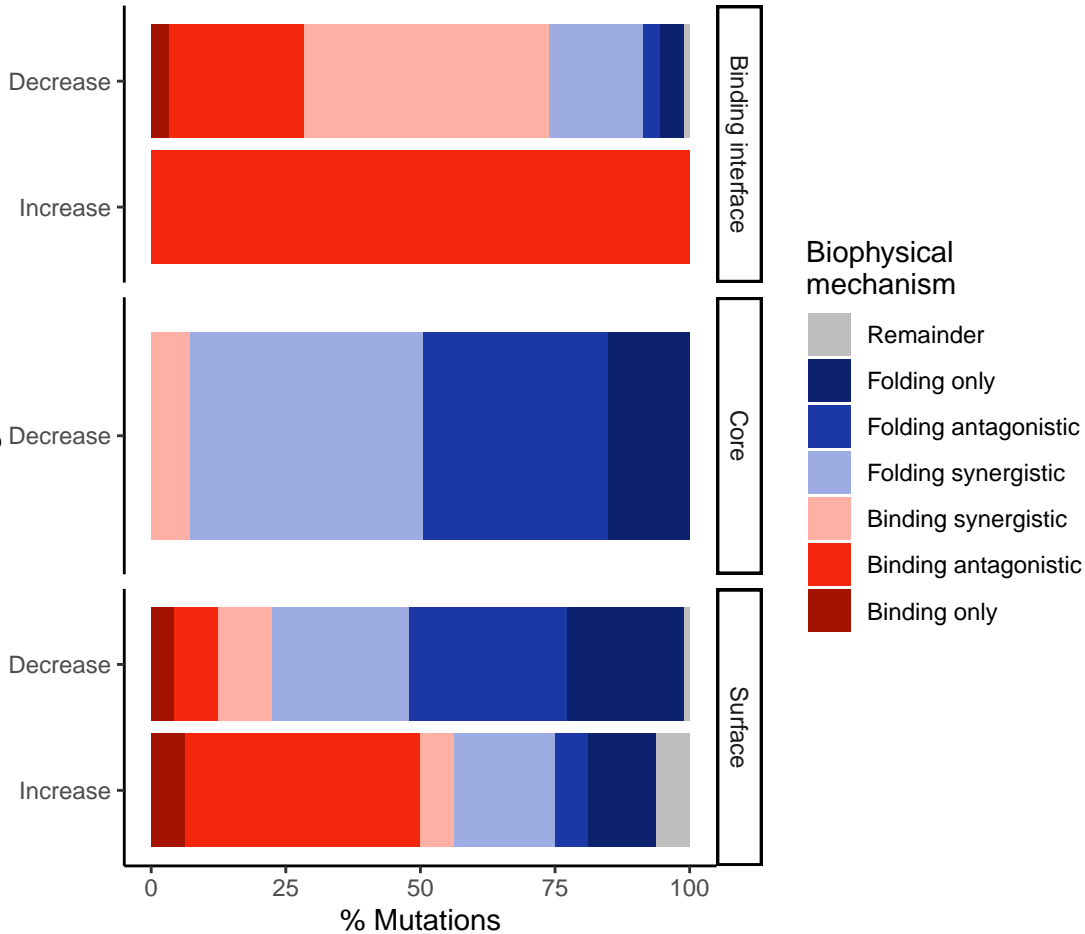 Decrease
Increase
Binding interface
Decrease
Core
Decrease
Increase
Surface
0 25 50 75 100
% Mutations
Biophysical
mechanism
Remainder
Folding only
Folding antagonistic
Folding synergistic
Binding synergistic
Binding antagonistic
Binding only